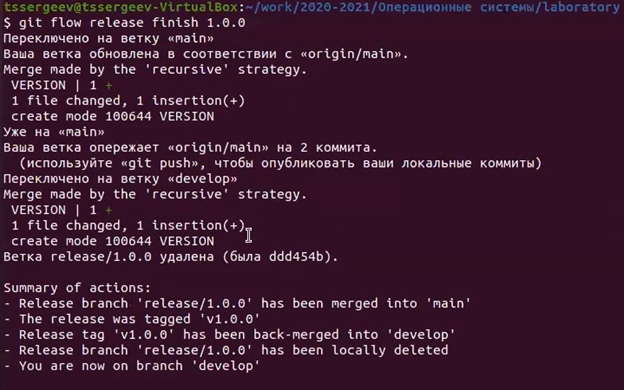 tssergeev@tssergeev-VirtualBox:~/work/2020-2021/Операционные системы/laboratory
$ git flow release finish 1.0.0
Переключено на ветку «main»
Ваша ветка обновлена в соответствии с «origin/main».
Merge made by the 'recursive' strategy.
 VERSION | 1 +
 1 file changed, 1 insertion(+)
 create mode 100644 VERSION
Уже на «main»
Ваша ветка опережает «origin/main» на 2 коммита.
  (используйте «git push», чтобы опубликовать ваши локальные коммиты)
Переключено на ветку «develop»
Merge made by the 'recursive' strategy.
 VERSION | 1 +
 1 file changed, 1 insertion(+)
 create mode 100644 VERSION
Ветка release/1.0.0 удалена (была ddd454b).

Summary of actions:
- Release branch 'release/1.0.0' has been merged into 'main'
- The release was tagged 'v1.0.0'
- Release tag 'v1.0.0' has been back-merged into 'develop'
- Release branch 'release/1.0.0' has been locally deleted
- You are now on branch 'develop'